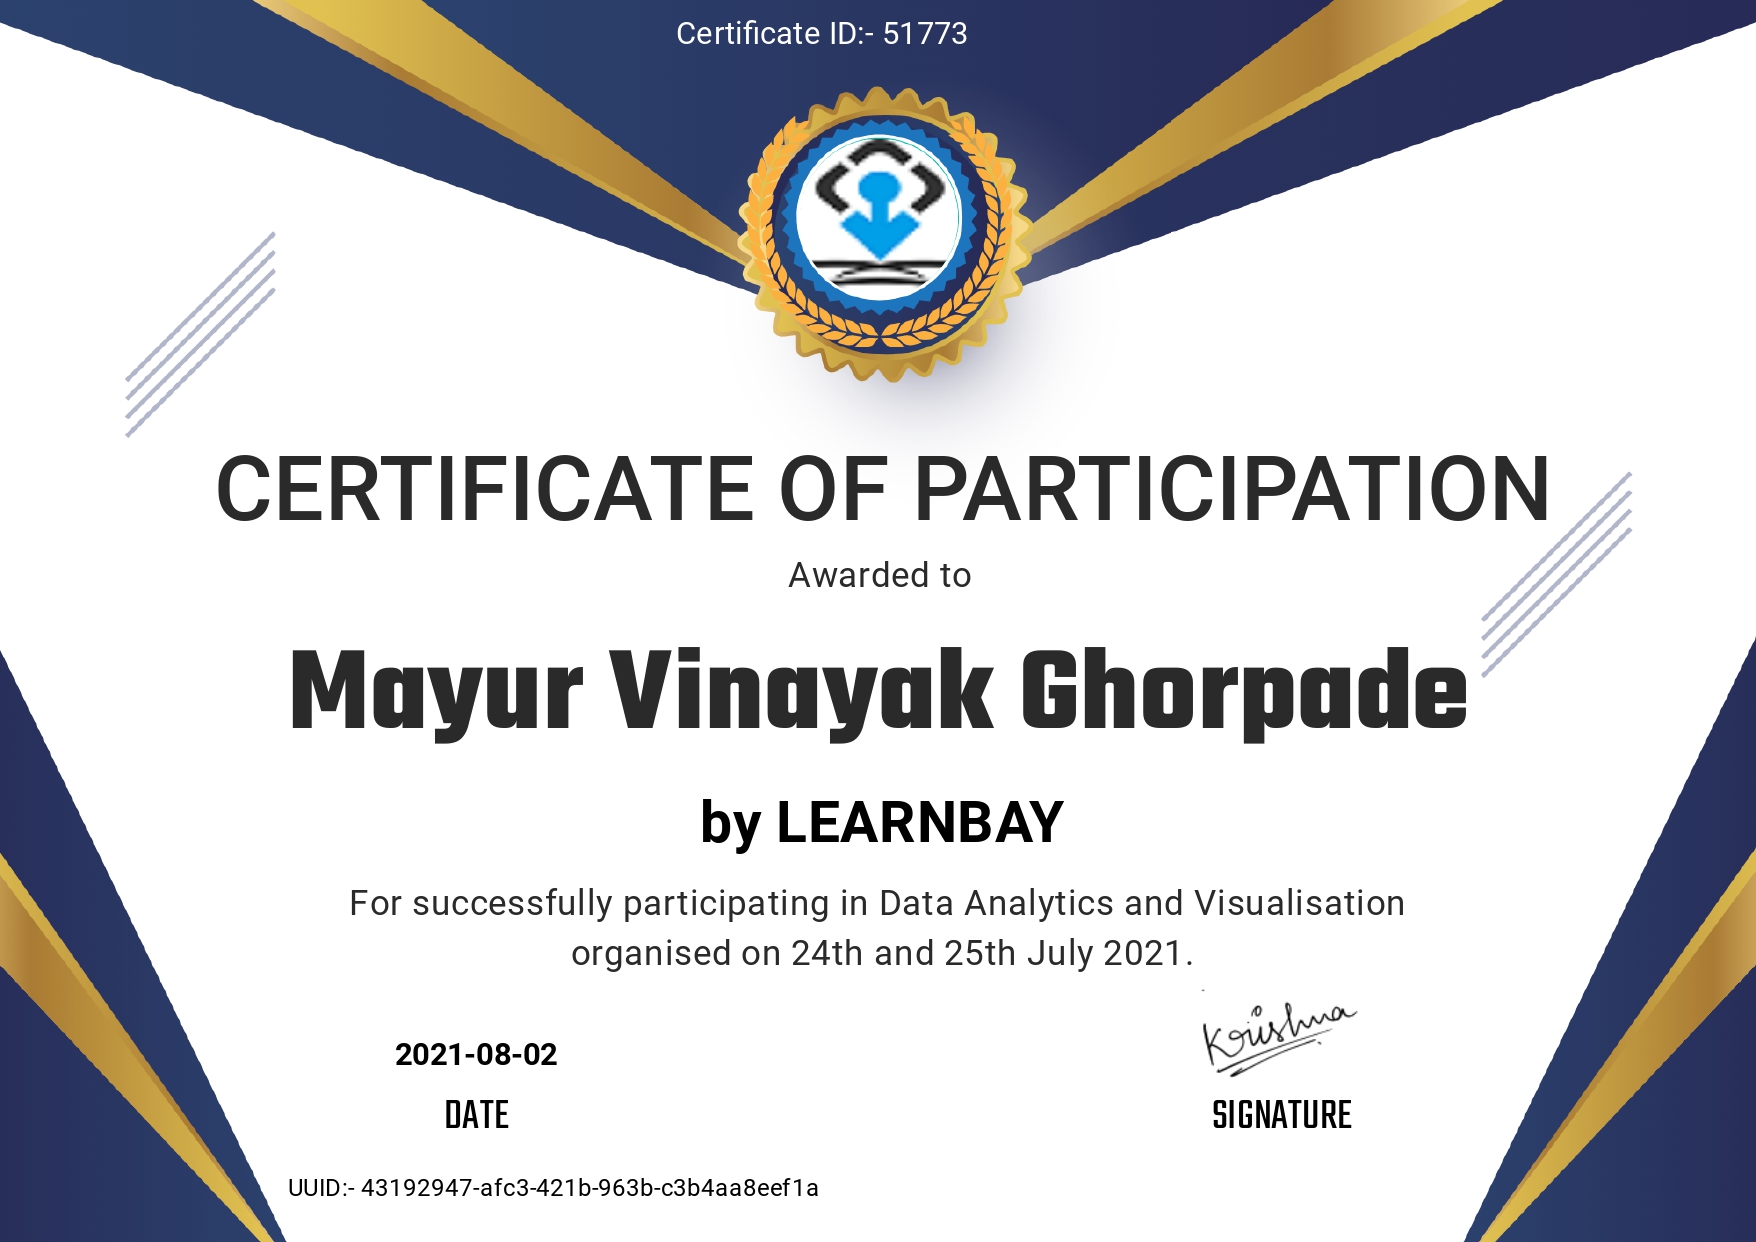 Certificate ID:- 51773
CERTIFICATE OF PARTICIPATION
Awarded to
Mayur Vinayak Ghorpade
by LEARNBAY
For successfully participating in Data Analytics and Visualisation
organised on 24th and 25th July 2021.
Krishna
2021-08-02
DATE
SIGNATURE
UUID:- 43192947-afc3-421b-963b-c3b4aa8eef1a